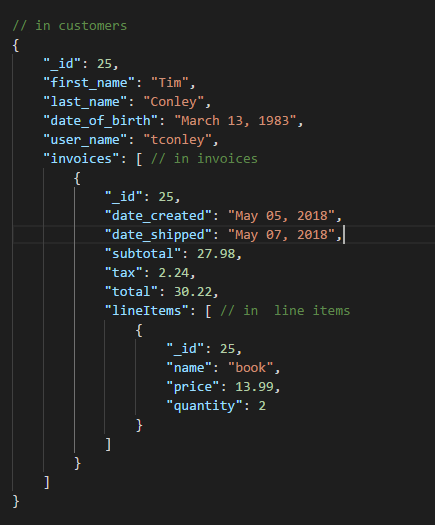 // in customers
{
    "_id": 25,
    "first_name": "Tim",
    "last_name": "Conley",
    "date_of_birth": "March 13, 1983",
    "user_name": "tconley",
    "invoices": [ // in invoices
        {
            "_id": 25,
            "date_created": "May 05, 2018",
            "date_shipped": "May 07, 2018",
            "subtotal": 27.98,
            "tax": 2.24,
            "total": 30.22,
            "lineItems": [ // in  line items
                {
                    "_id": 25,
                    "name": "book",
                    "price": 13.99,
                    "quantity": 2
                }
            ]
        }
    ]
}